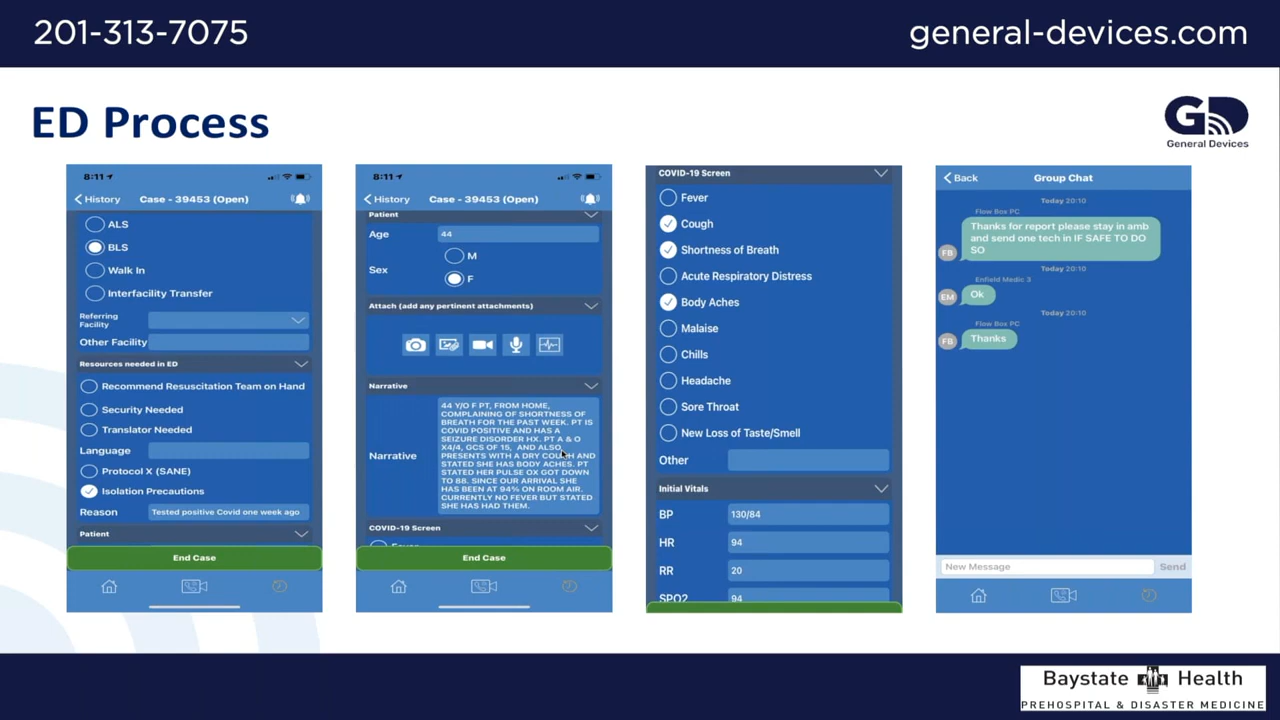 201-313-7075
general-devices.com
ED Process
GD
General Devices
8:11
History
Case - 39453 (Open)
ALS
BLS
Walk In
Interfacility Transfer
Referring
Facility
Other Facility
Resources needed in ED
Recommend Resuscitation Team on Hand
Security Needed
Translator Needed
Language
Protocol X (SANE)
Isolation Precautions
Reason
Tested positive Covid one week ago
Patient
End Case
8:11
History
Case - 39453 (Open)
Patient
Age
44
Sex
M
F
Attach (add any pertinent attachments)
Narrative
Narrative
44 Y/O F PT, FROM HOME,
COMPLAINING OF SHORTNESS OF
BREATH FOR THE PAST WEEK. PT IS
COVID POSITIVE AND HAS A
SEIZURE DISORDER HX. PT A & O
X4/4, GCS OF 15, AND ALSO
PRESENTS WITH A DRY COUGH AND
STATED SHE HAS BODY ACHES. PT
STATED HER PULSE OX GOT DOWN
TO 88. SINCE OUR ARRIVAL SHE
HAS BEEN AT 94% ON ROOM AIR.
CURRENTLY NO FEVER BUT STATED
SHE HAS HAD THEM.
COVID-19 Screen
Fever
End Case
COVID-19 Screen
Fever
Cough
Shortness of Breath
Acute Respiratory Distress
Body Aches
Malaise
Chills
Headache
Sore Throat
New Loss of Taste/Smell
Other
Initial Vitals
BP
130/84
HR
94
RR
20
SPO2
94
Back
Group Chat
Today 20:10
Flow Box PC
Thanks for report please stay in amb
and send one tech in IF SAFE TO DO
SO
FB
Today 20:10
Enfield Medic 3
EM
Ok
Today 20:10
Flow Box PC
FB
Thanks
New Message
Send
Baystate Health
PREHOSPITAL & DISASTER MEDICINE